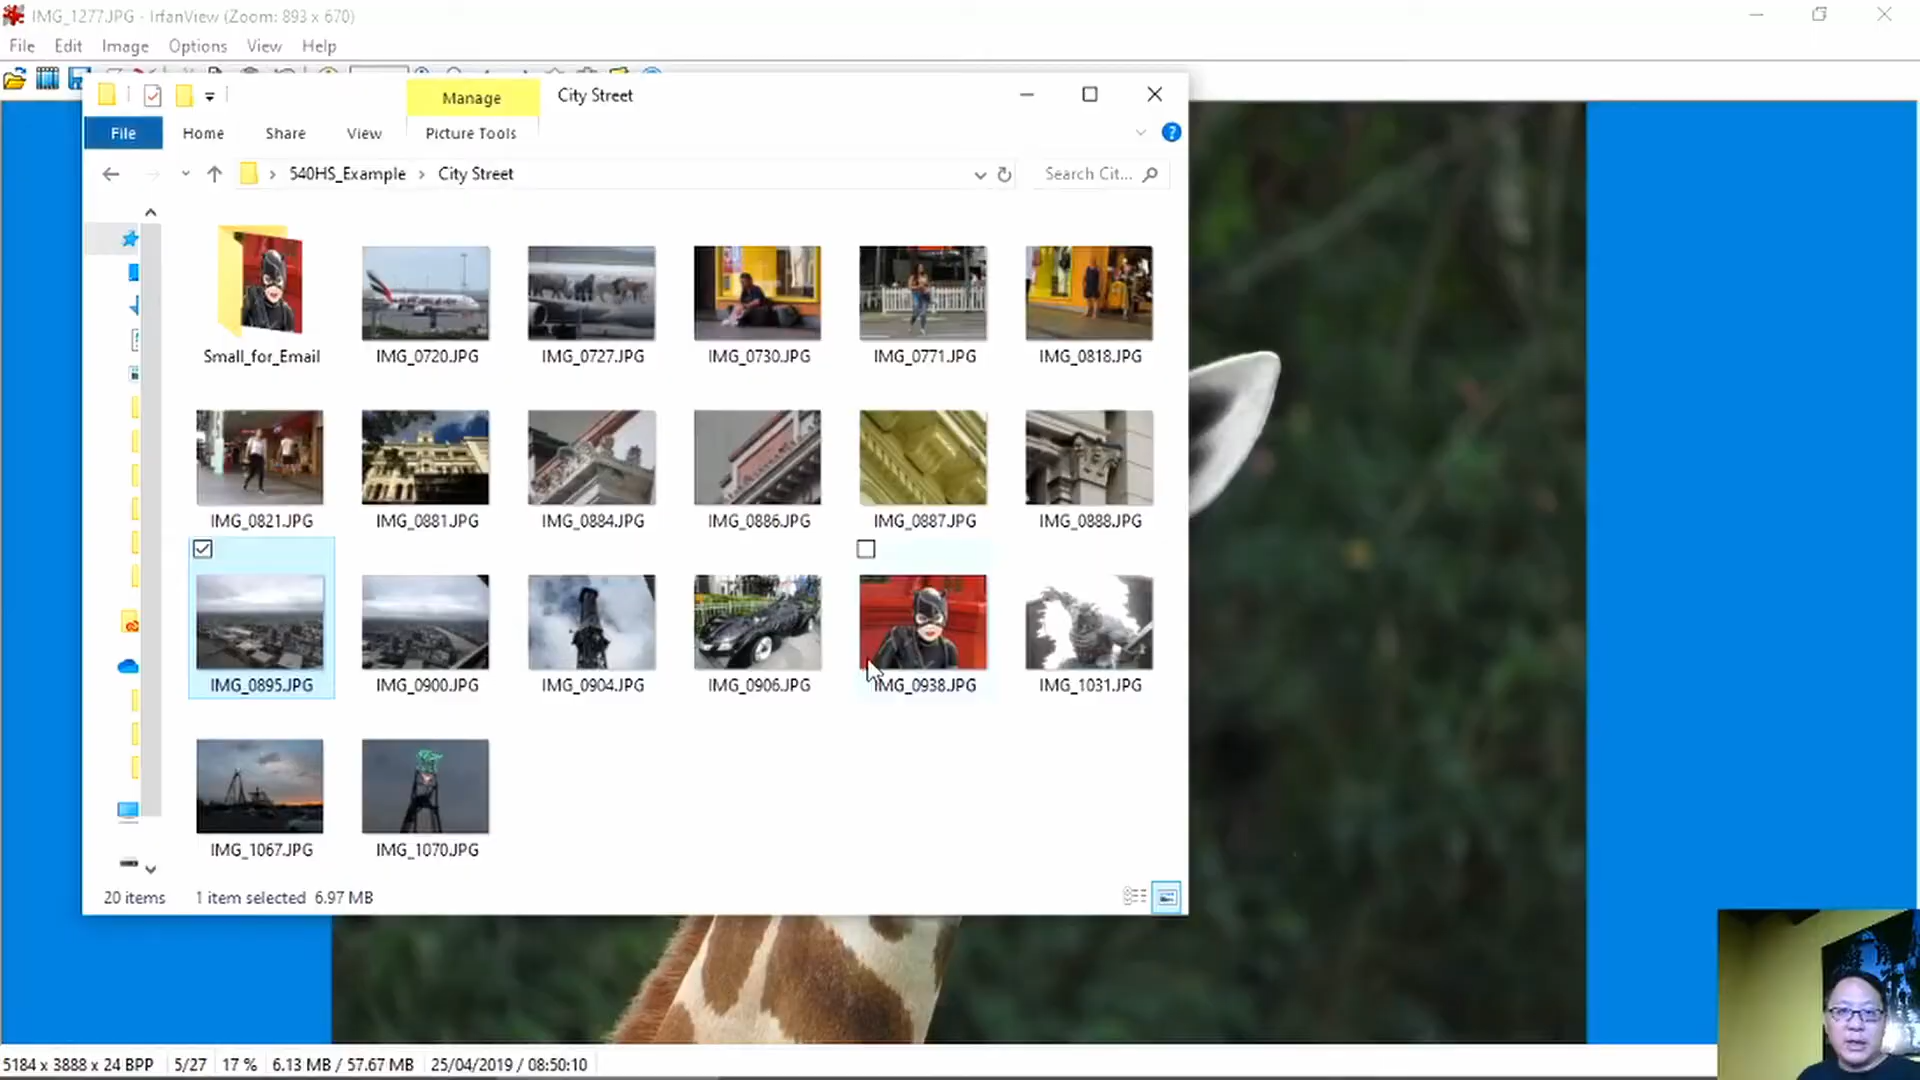 IMG_1277.JPG - IrfanView (Zoom: 893 x 670)
File Edit Image Options View Help
Manage City Street
File Home Share View Picture Tools
540HS_Example > City Street Search Cit...
Small_for_Email IMG_0720.JPG IMG_0727.JPG IMG_0730.JPG IMG_0771.JPG IMG_0818.JPG
IMG_0821.JPG IMG_0881.JPG IMG_0884.JPG IMG_0886.JPG IMG_0887.JPG IMG_0888.JPG
IMG_0895.JPG IMG_0900.JPG IMG_0904.JPG IMG_0906.JPG IMG_0938.JPG IMG_1031.JPG
IMG_1067.JPG IMG_1070.JPG
20 items 1 item selected 6.97 MB
5184 x 3888 x 24 BPP 5/27 17 % 6.13 MB / 57.67 MB 25/04/2019 / 08:50:10